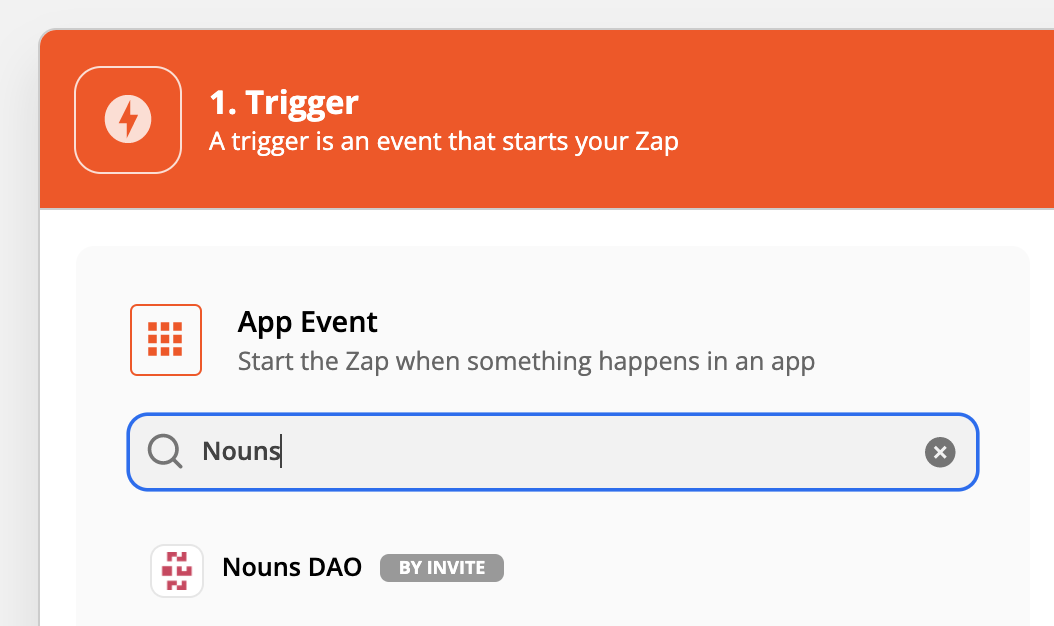 1. Trigger
A trigger is an event that starts your Zap
App Event
Start the Zap when something happens in an app
Nouns
Nouns DAO BY INVITE